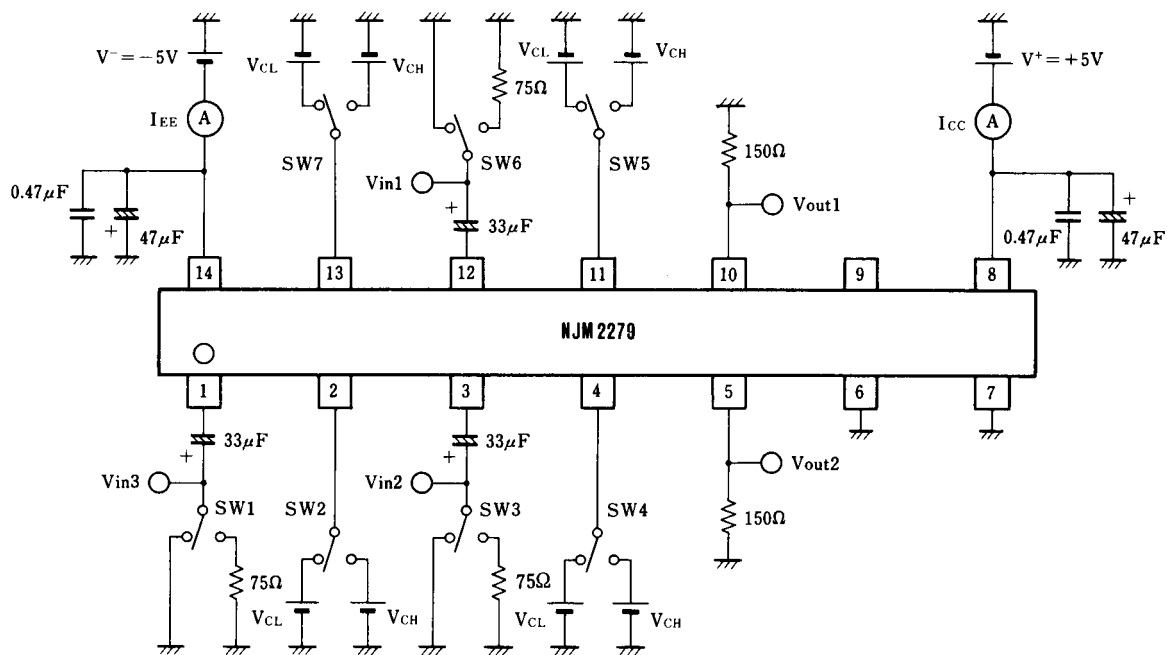 V⁻=−5V
VCL
VCH
75Ω
VCL
VCH
V⁺=+5V
IEE
A
ICC
A
SW7
SW6
SW5
150Ω
0.47μF
+
47μF
Vin1
+
33μF
Vout1
0.47μF
+
47μF
14
13
12
11
10
9
8
NJM2279
1
2
3
4
5
6
7
33μF
+
33μF
+
Vin3
Vin2
Vout2
SW1
SW2
SW3
SW4
150Ω
75Ω
VCL
VCH
75Ω
VCL
VCH